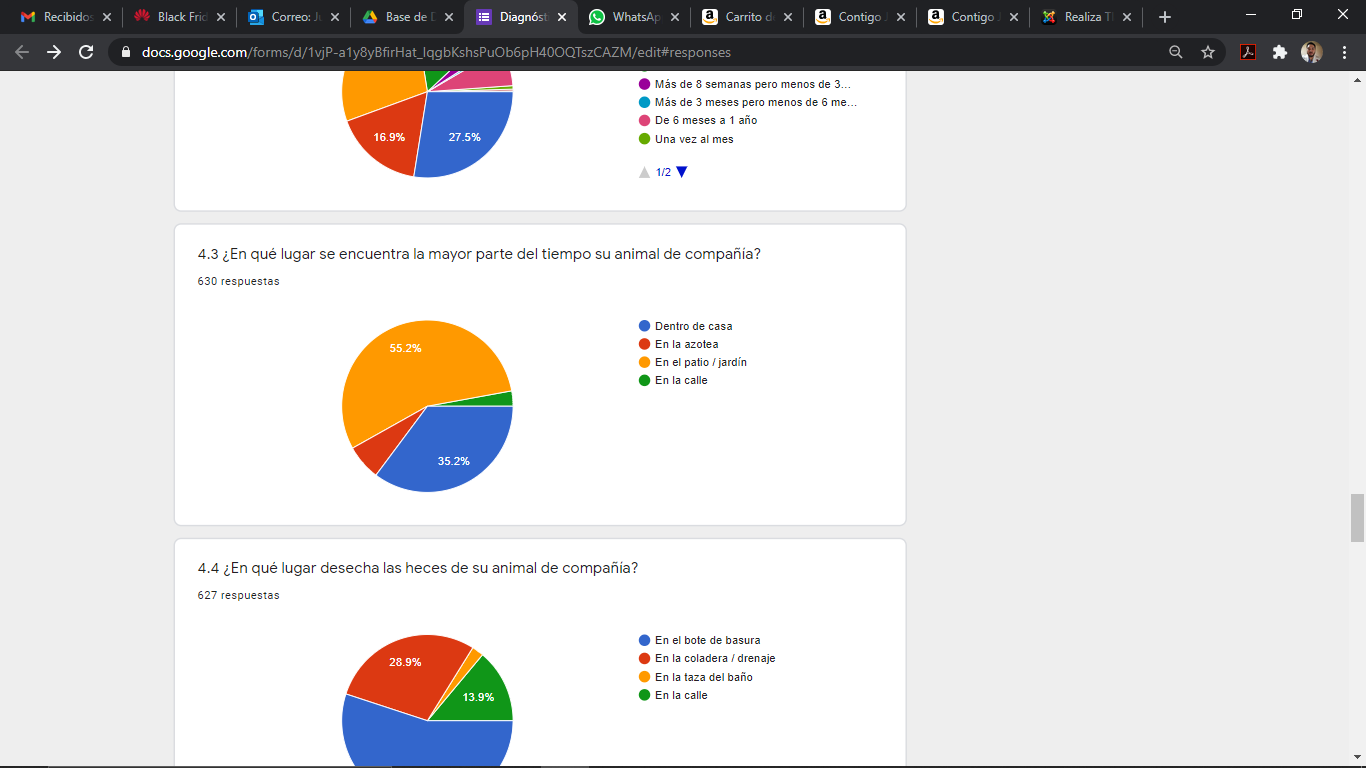 Recibidos
Black Frid
Correo: Ju
Base de D
Diagnóst
WhatsAp
Carrito de
Contigo J
Contigo J
Realiza T
docs.google.com/forms/d/1vjP-a1y8yBfirHat_IqgbKshsPuOb6pH40OQTszCAZM/edit#responses
Más de 8 semanas pero menos de 3...
Más de 3 meses pero menos de 6 me...
De 6 meses a 1 año
Una vez al mes
16.9%
27.5%
1/2
4.3 ¿En qué lugar se encuentra la mayor parte del tiempo su animal de compañía?
630 respuestas
55.2%
35.2%
Dentro de casa
En la azotea
En el patio / jardín
En la calle
4.4 ¿En qué lugar desecha las heces de su animal de compañía?
627 respuestas
28.9%
13.9%
En el bote de basura
En la coladera / drenaje
En la taza del baño
En la calle